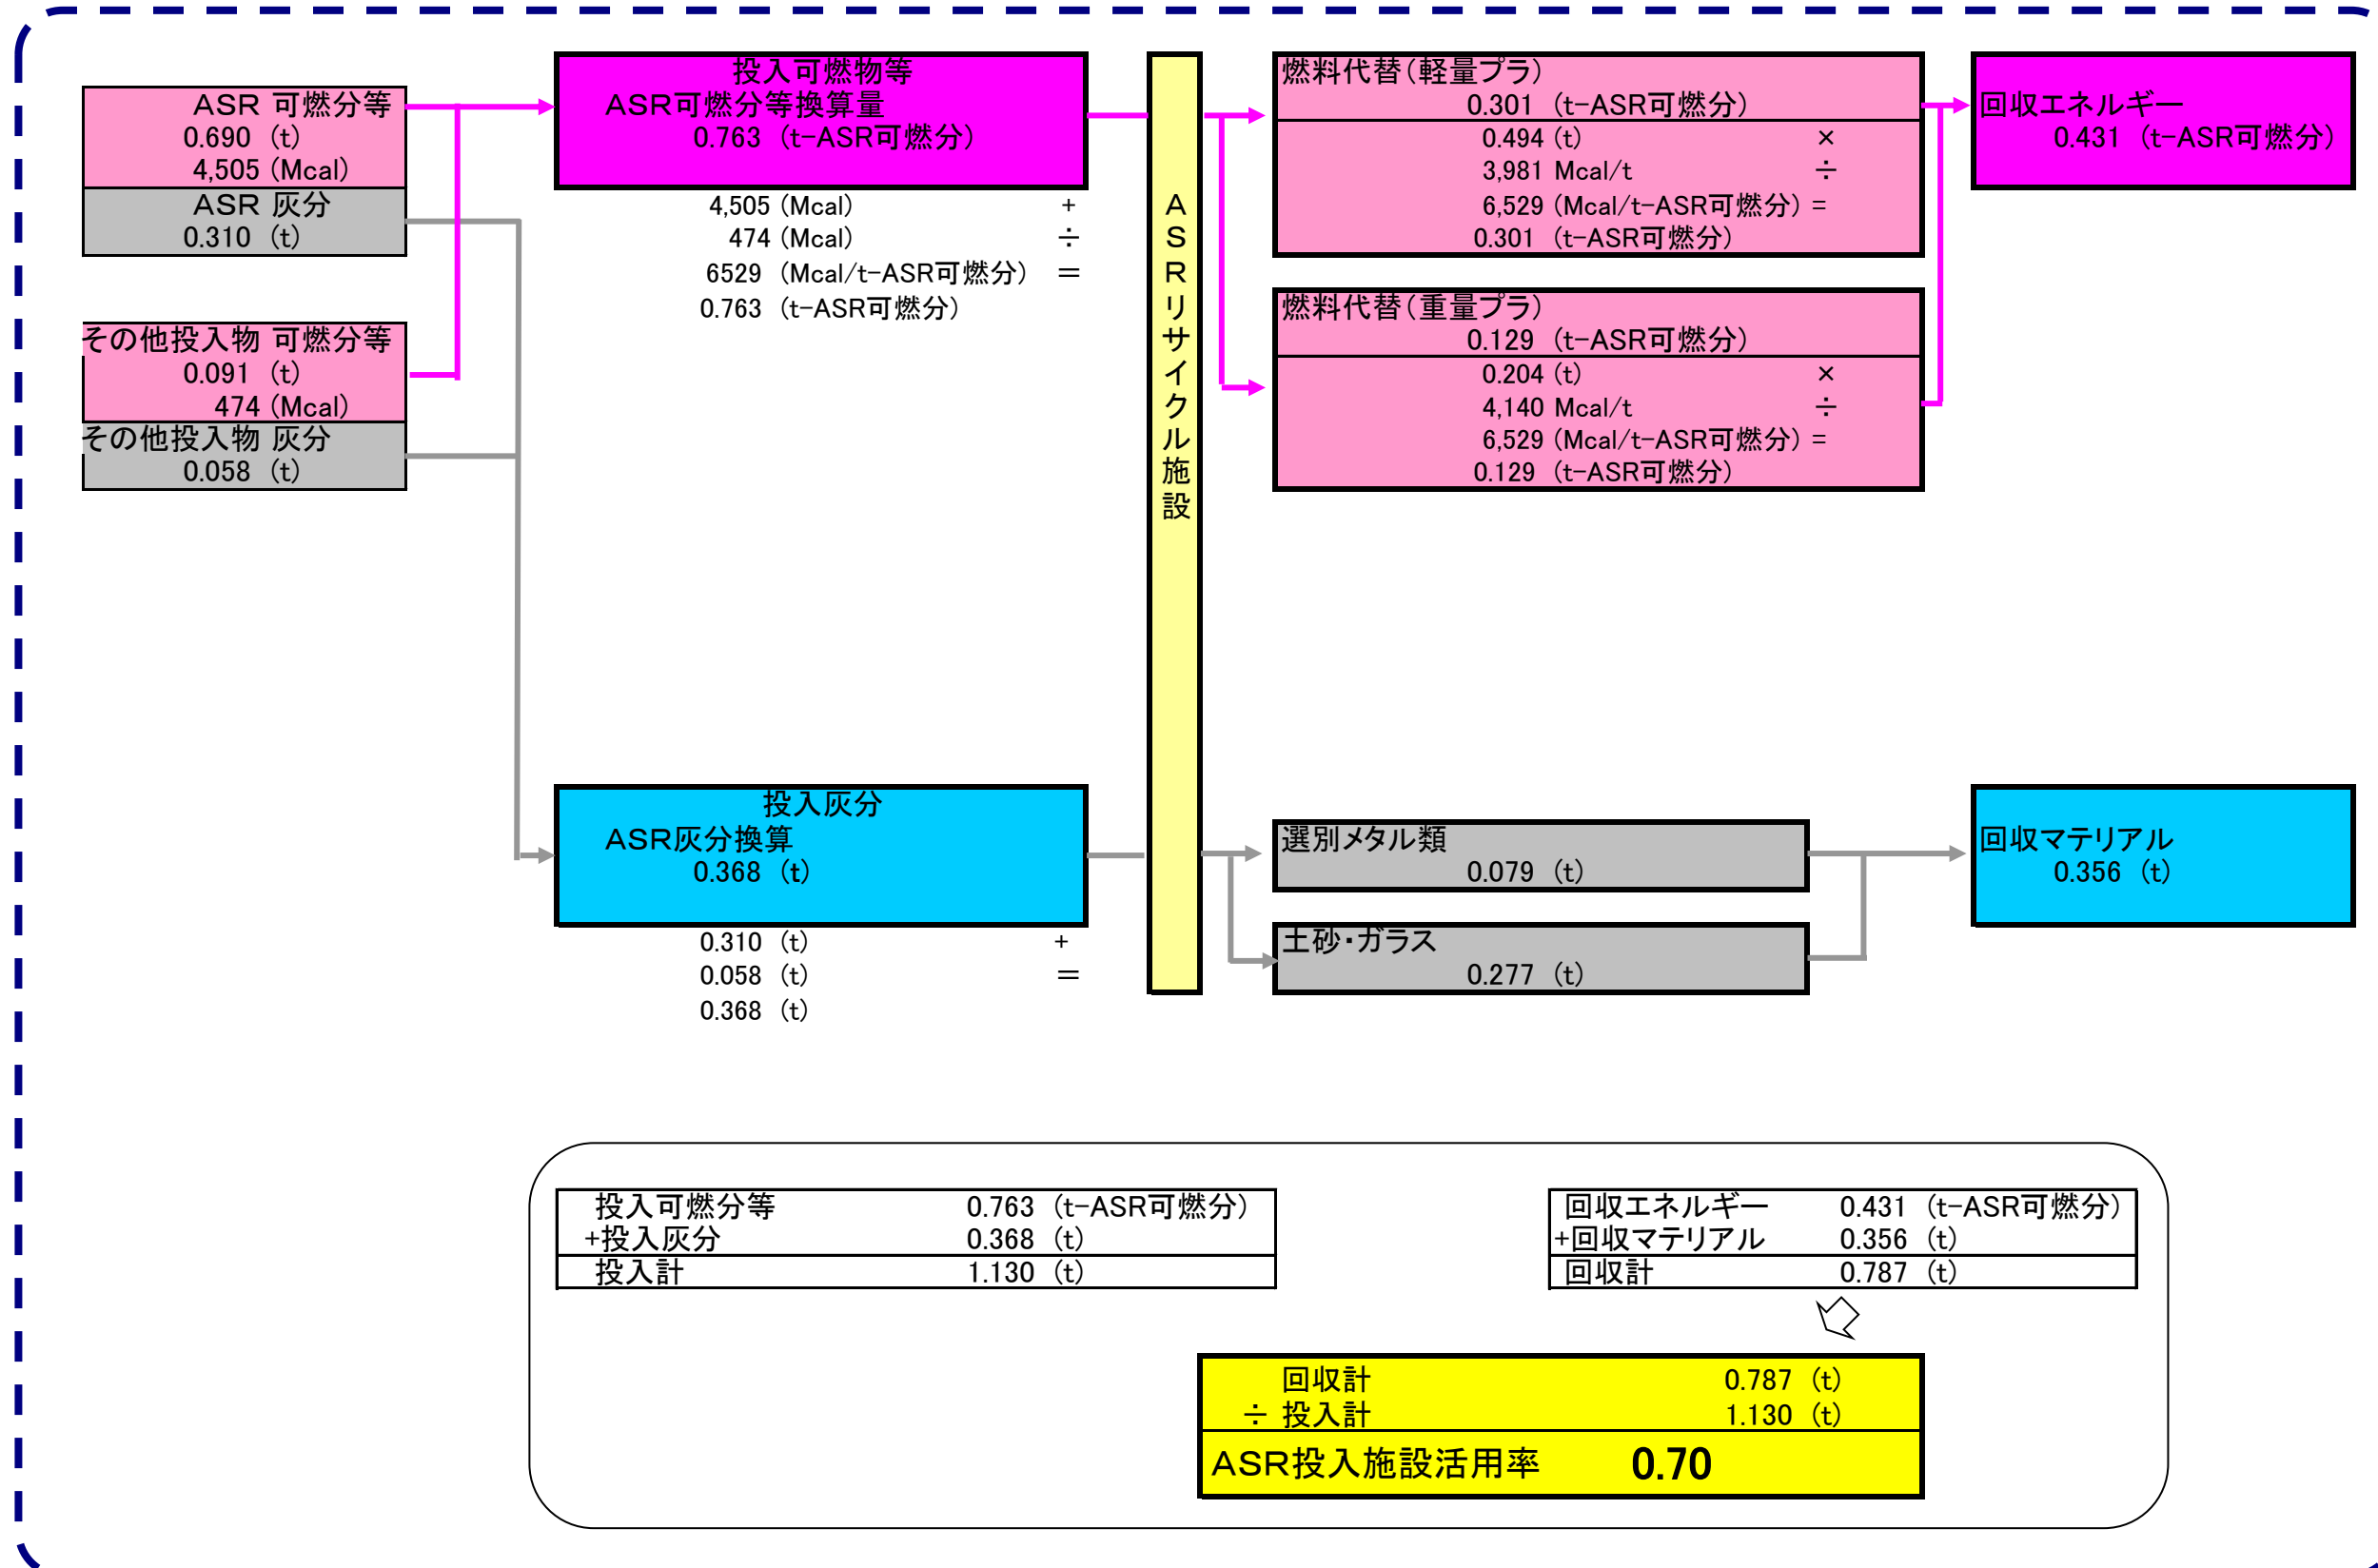 ASR 可燃分等
0.690 (t)
4,505 (Mcal)
ASR 灰分
0.310 (t)
その他投入物 可燃分等
0.091 (t)
474 (Mcal)
その他投入物 灰分
0.058 (t)
投入可燃物等
ASR可燃分等換算量
0.763 (t-ASR可燃分)
4,505 (Mcal) +
474 (Mcal) ÷
6529 (Mcal/t-ASR可燃分) =
0.763 (t-ASR可燃分)
投入灰分
ASR灰分換算
0.368 (t)
0.310 (t) +
0.058 (t) =
0.368 (t)
ASRリサイクル施設
燃料代替(軽量プラ)
0.301 (t-ASR可燃分)
0.494 (t) ×
3,981 Mcal/t ÷
6,529 (Mcal/t-ASR可燃分) =
0.301 (t-ASR可燃分)
燃料代替(重量プラ)
0.129 (t-ASR可燃分)
0.204 (t) ×
4,140 Mcal/t ÷
6,529 (Mcal/t-ASR可燃分) =
0.129 (t-ASR可燃分)
選別メタル類
0.079 (t)
土砂・ガラス
0.277 (t)
回収エネルギー
0.431 (t-ASR可燃分)
回収マテリアル
0.356 (t)
投入可燃分等 0.763 (t-ASR可燃分)
+投入灰分 0.368 (t)
投入計 1.130 (t)
回収エネルギー 0.431 (t-ASR可燃分)
+回収マテリアル 0.356 (t)
回収計 0.787 (t)
回収計 0.787 (t)
÷ 投入計 1.130 (t)
ASR投入施設活用率 0.70